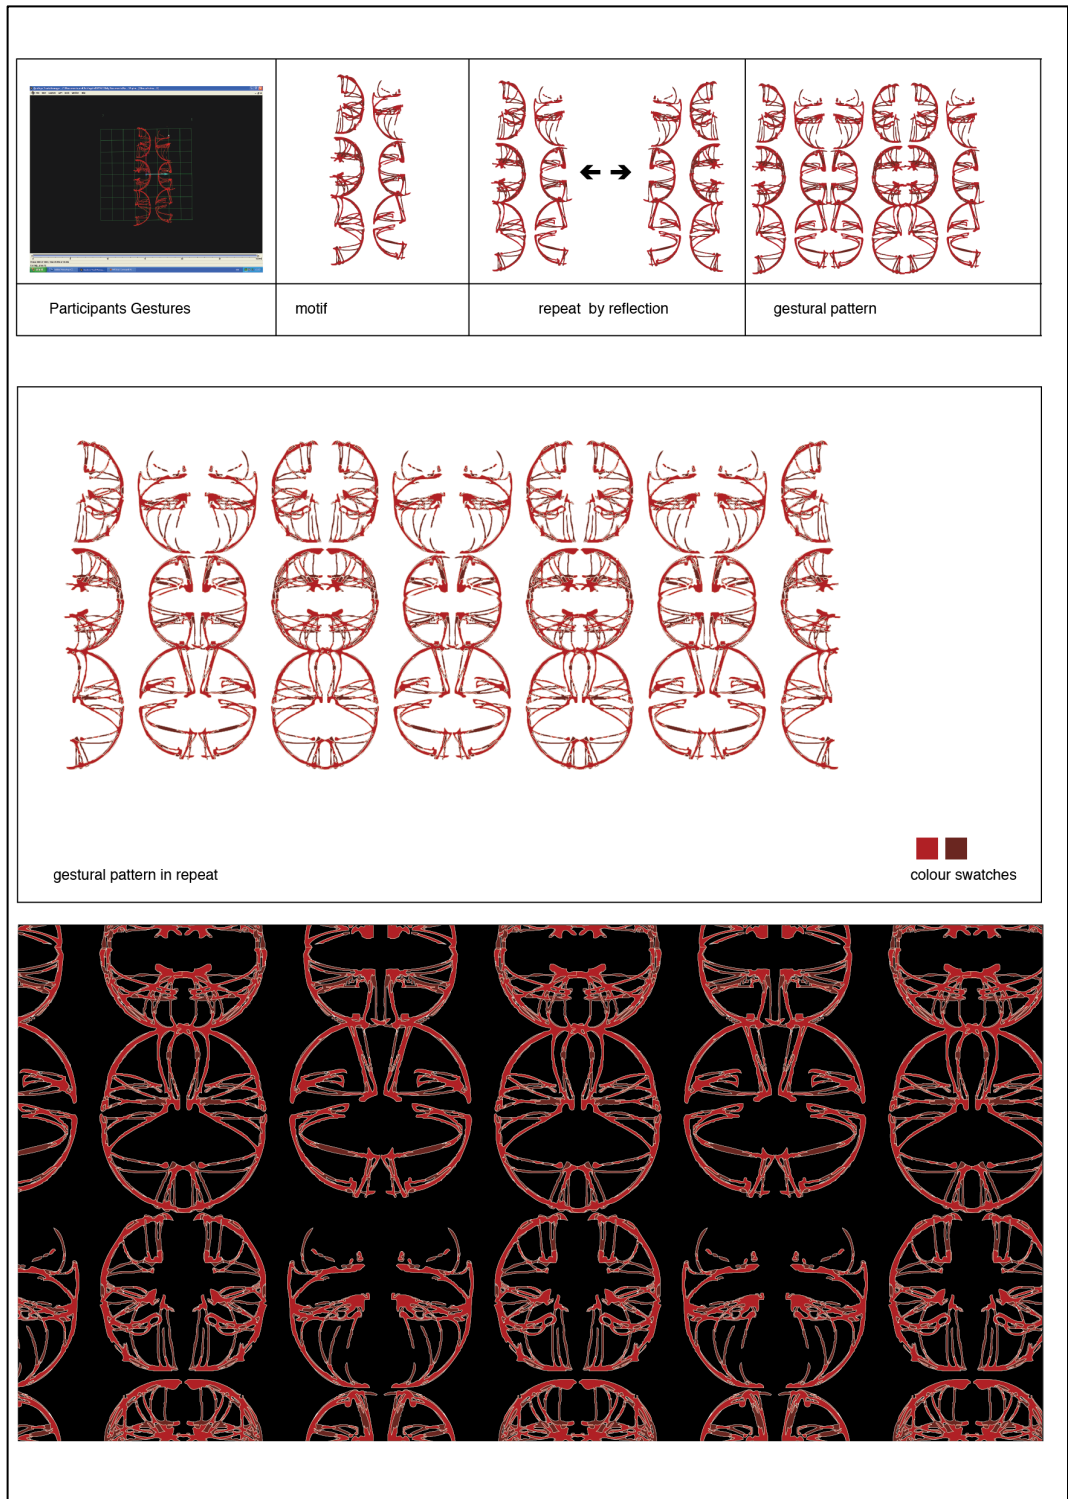 Participants Gestures
motif
repeat by reflection
gestural pattern
gestural pattern in repeat
colour swatches